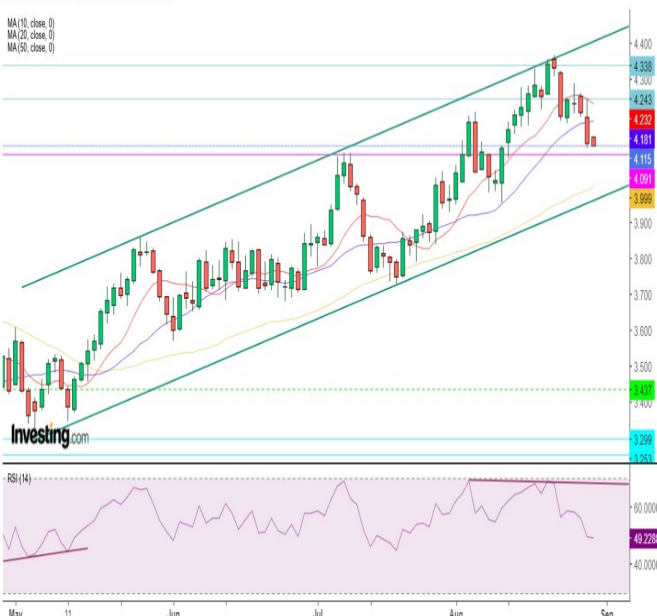 MA (10, close, 0)
MA (20, close, 0)
MA (50, close, 0)
4.400
4.338
4.300
4.243
4.232
4.181
4.115
4.091
3.999
3.900
3.800
3.700
3.600
3.500
3.437
3.400
3.299
3.253
Investing.com
RSI (14)
60.0000
49.2288
40.0000
May
11
Jun
Jul
Aug
Sep